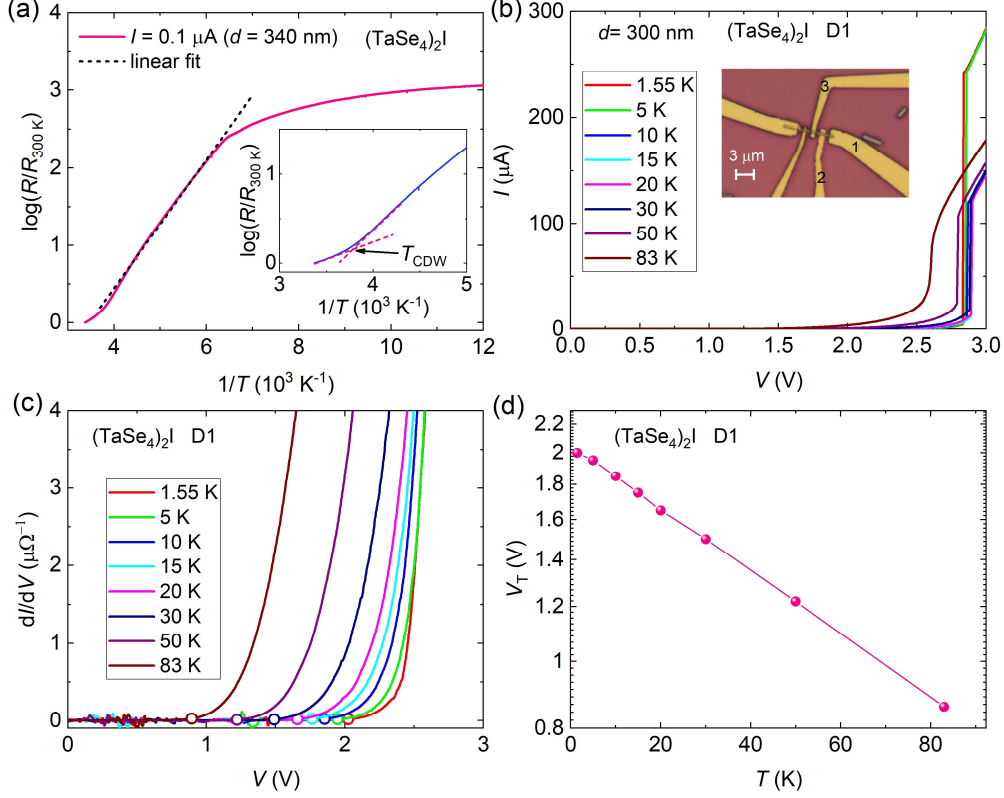 (a)
I = 0.1 μA (d = 340 nm)
(TaSe₄)₂I
linear fit
log(R/R₃₀₀ K)
3
2
1
0
4
6
8
10
12
1/T (10³ K⁻¹)
log(R/R₃₀₀ K)
1
0
T_CDW
3
4
5
1/T (10³ K⁻¹)
(b)
d= 300 nm
(TaSe₄)₂I D1
1.55 K
5 K
10 K
15 K
20 K
30 K
50 K
83 K
3
1
2
3 μm
I (μA)
300
250
200
150
100
50
0
0.0
0.5
1.0
1.5
2.0
2.5
3.0
V (V)
(c)
(TaSe₄)₂I D1
1.55 K
5 K
10 K
15 K
20 K
30 K
50 K
83 K
dI/dV (μΩ⁻¹)
4
3
2
1
0
0
1
2
3
V (V)
(d)
(TaSe₄)₂I D1
V_T (V)
2.2
2
1.8
1.6
1.4
1.2
1
0.8
0
20
40
60
80
T (K)